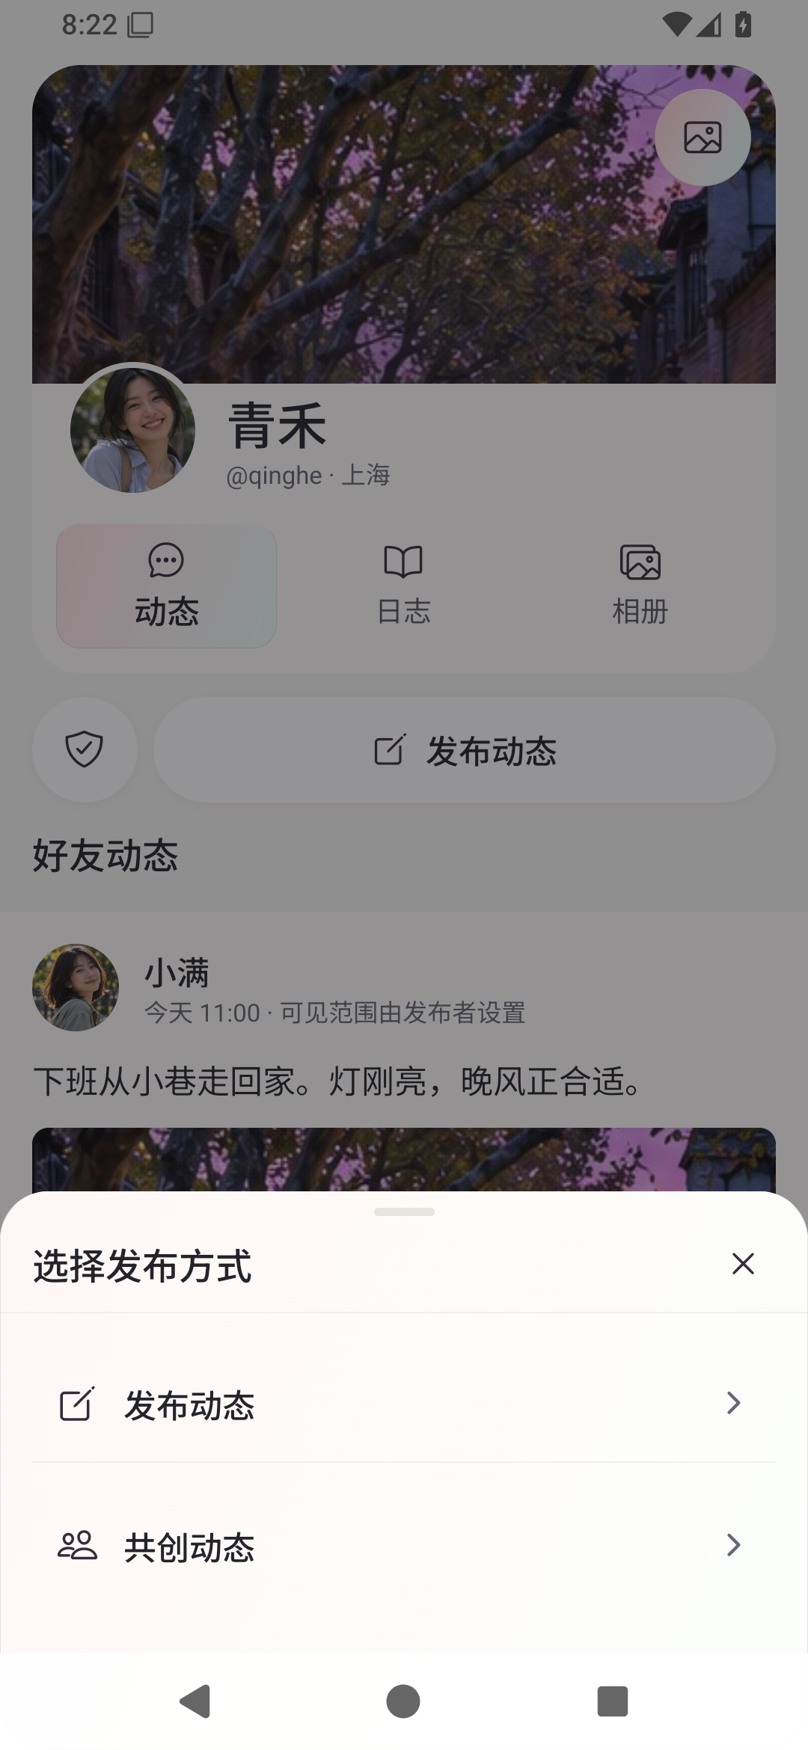 8:22
青禾
@qinghe · 上海
动态
日志
相册
发布动态
好友动态
小满
今天 11:00 · 可见范围由发布者设置
下班从小巷走回家。灯刚亮，晚风正合适。
选择发布方式
发布动态
共创动态